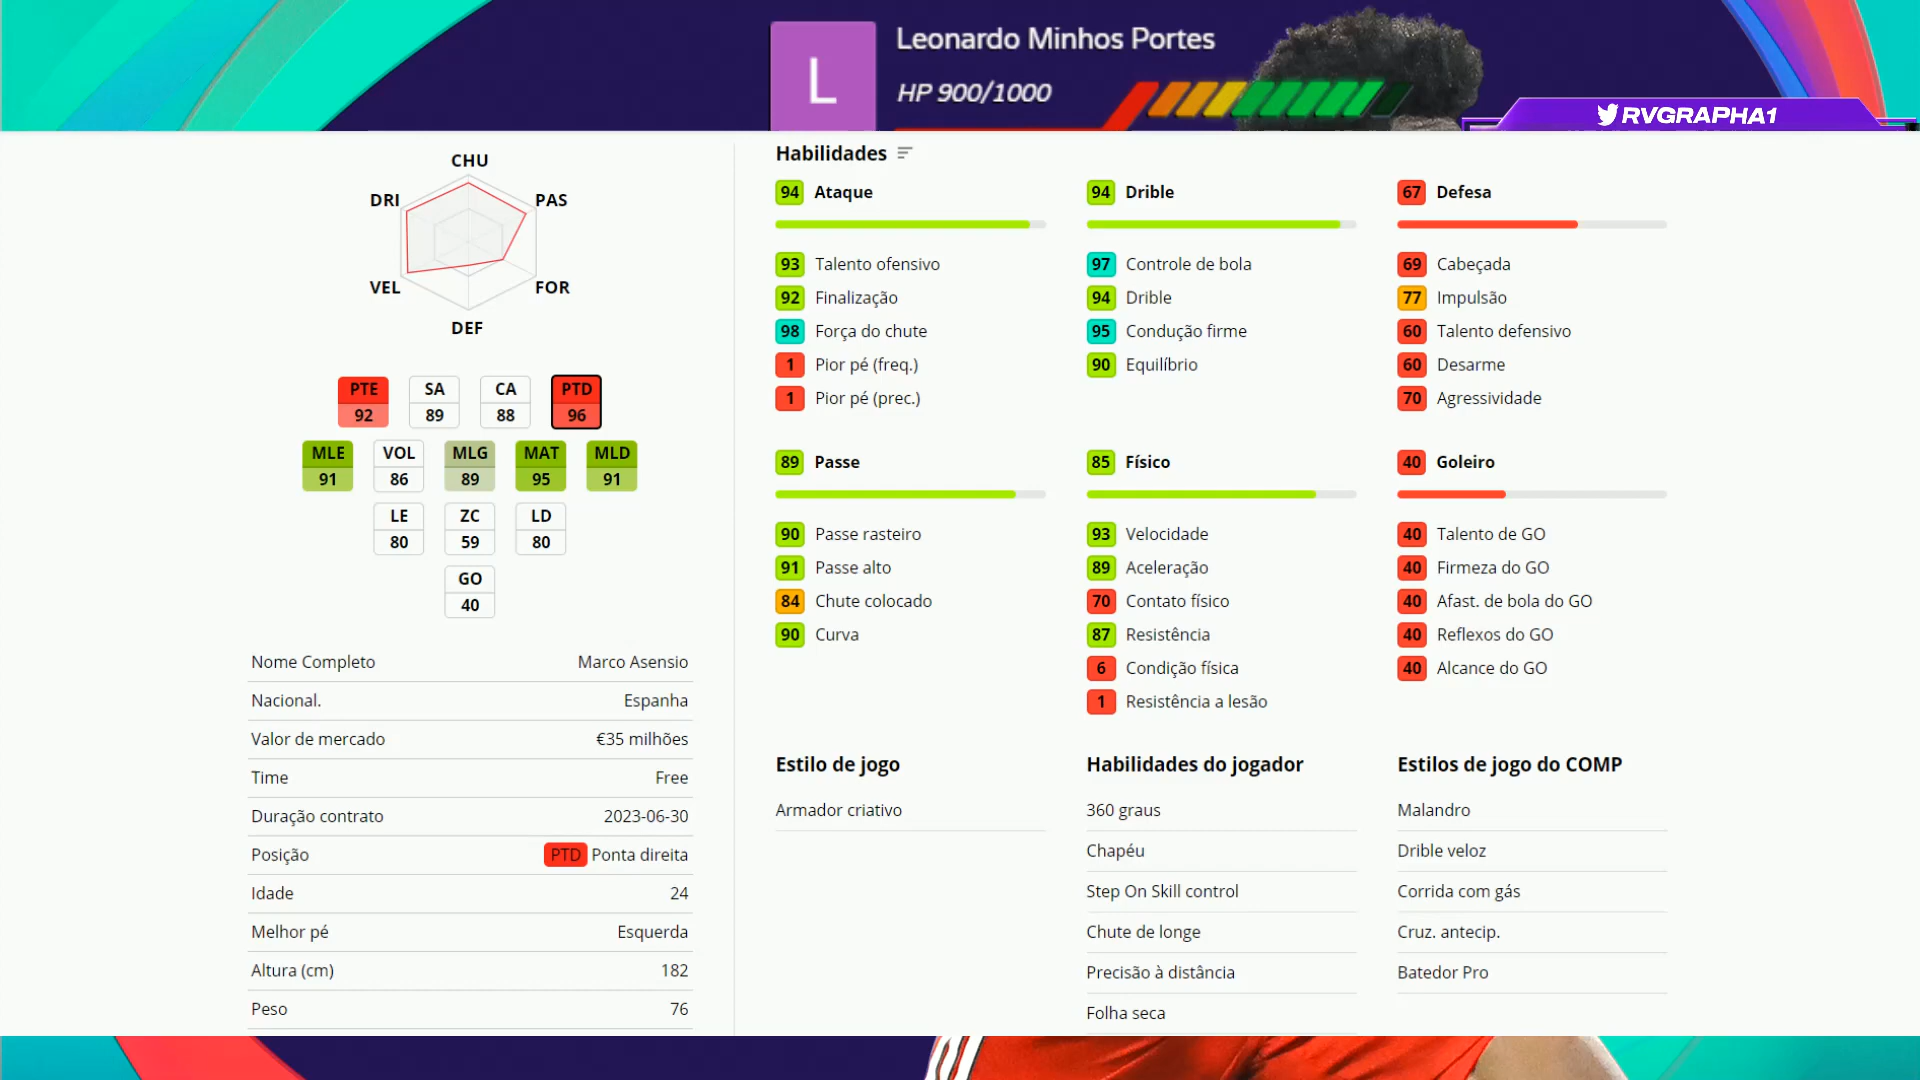 Leonardo Minhos Portes
L
HP 900/1000
RVGRAPHA1
CHU
DRI
PAS
VEL
FOR
DEF
PTE
92
SA
89
CA
88
PTD
96
MLE
91
VOL
86
MLG
89
MAT
95
MLD
91
LE
80
ZC
59
LD
80
GO
40
Nome Completo Marco Asensio
Nacional. Espanha
Valor de mercado €35 milhões
Time Free
Duração contrato 2023-06-30
Posição PTD Ponta direita
Idade 24
Melhor pé Esquerda
Altura (cm) 182
Peso 76
Habilidades
94 Ataque
93 Talento ofensivo
92 Finalização
98 Força do chute
1 Pior pé (freq.)
1 Pior pé (prec.)
94 Drible
97 Controle de bola
94 Drible
95 Condução firme
90 Equilíbrio
67 Defesa
69 Cabeçada
77 Impulsão
60 Talento defensivo
60 Desarme
70 Agressividade
89 Passe
90 Passe rasteiro
91 Passe alto
84 Chute colocado
90 Curva
85 Físico
93 Velocidade
89 Aceleração
70 Contato físico
87 Resistência
6 Condição física
1 Resistência a lesão
40 Goleiro
40 Talento de GO
40 Firmeza do GO
40 Afast. de bola do GO
40 Reflexos do GO
40 Alcance do GO
Estilo de jogo
Armador criativo
Habilidades do jogador
360 graus
Chapéu
Step On Skill control
Chute de longe
Precisão à distância
Folha seca
Estilos de jogo do COMP
Malandro
Drible veloz
Corrida com gás
Cruz. antecip.
Batedor Pro